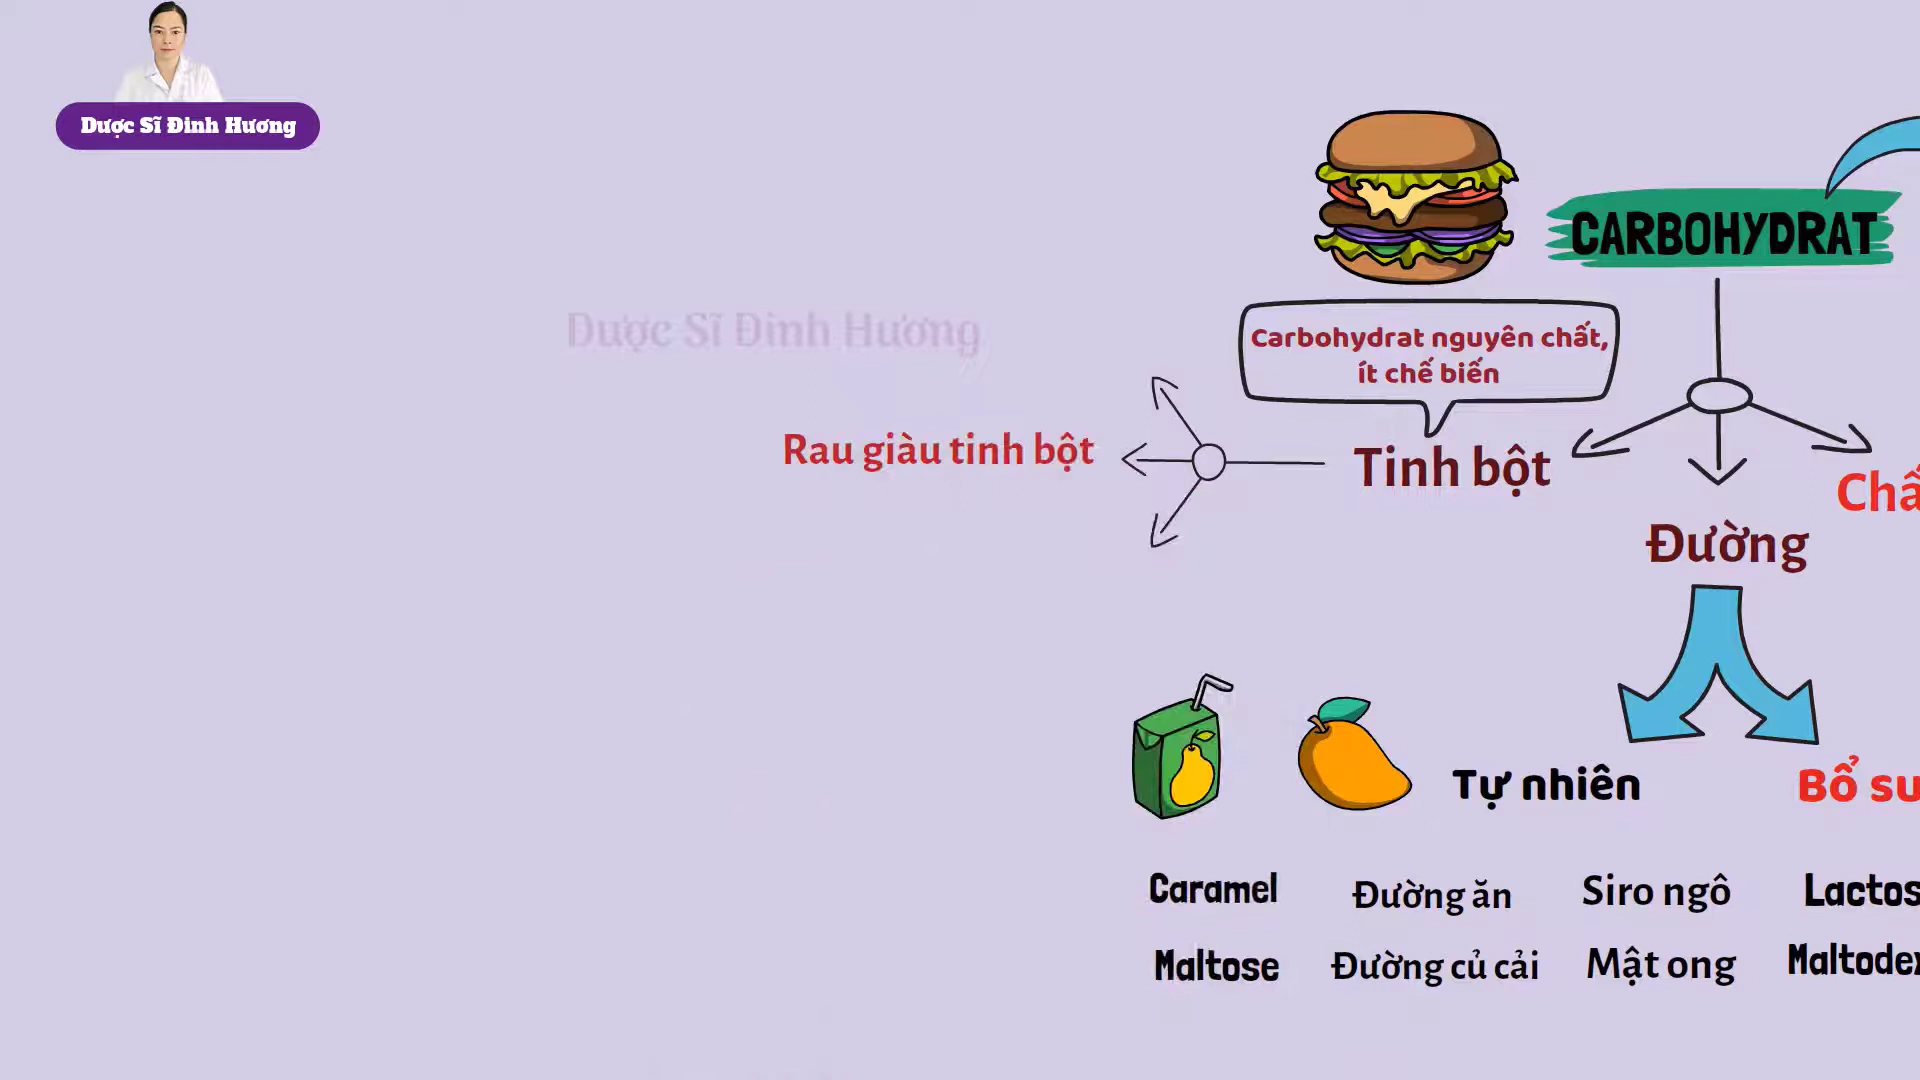 Dược Sĩ Đinh Hương
CARBOHYDRAT
Dược Sĩ Đinh Hương
Carbohydrat nguyên chất,
ít chế biến
Rau giàu tinh bột
Tinh bột
Đường
Tự nhiên
Bổ
Caramel
Đường ăn
Siro ngô
Maltose
Đường củ cải
Mật ong